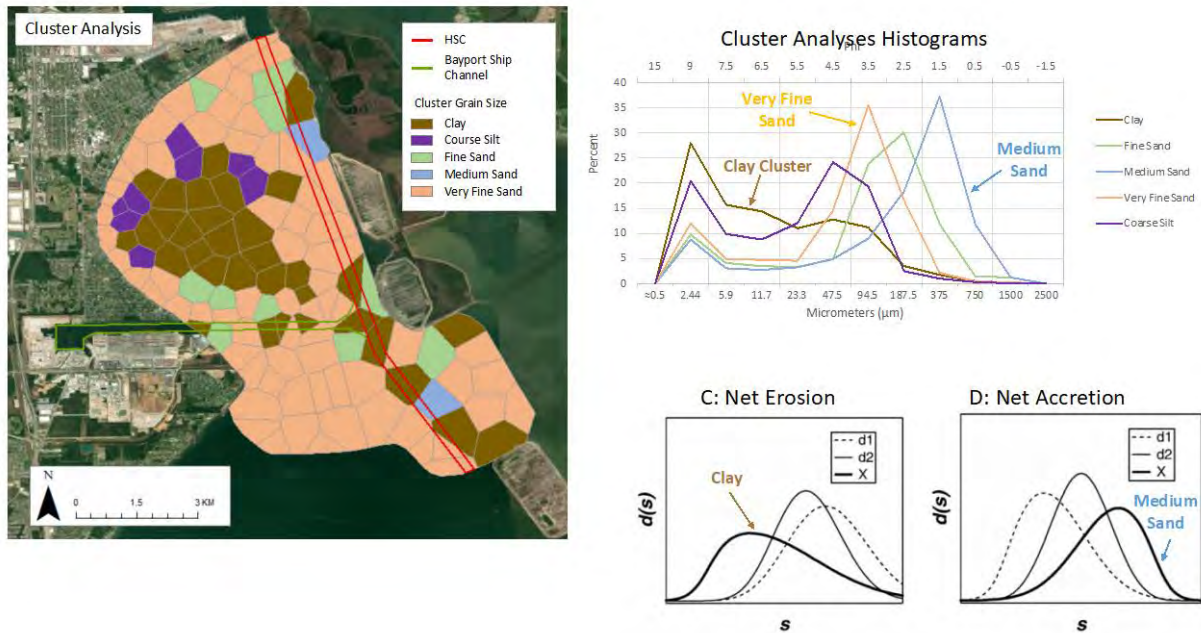 Cluster Analysis
HSC
Bayport Ship
Channel
Cluster Grain Size
Clay
Course Silt
Fine Sand
Medium Sand
Very Fine Sand
N
0 1.5 3 KM
Cluster Analyses Histograms
Phi
15 9 7.5 6.5 5.5 4.5 3.5 2.5 1.5 0.5 -0.5 -1.5
40
35
30
25
20
15
10
5
0
Percent
Very Fine
Sand
Clay Cluster
Medium
Sand
Clay
Fine Sand
Medium Sand
Very Fine Sand
Coarse Silt
≈0.5 2.44 5.9 11.7 23.3 47.5 94.5 187.5 375 750 1500 2500
Micrometers (µm)
C: Net Erosion
d1
d2
X
Clay
d(s)
s
D: Net Accretion
d1
d2
X
Medium
Sand
d(s)
s